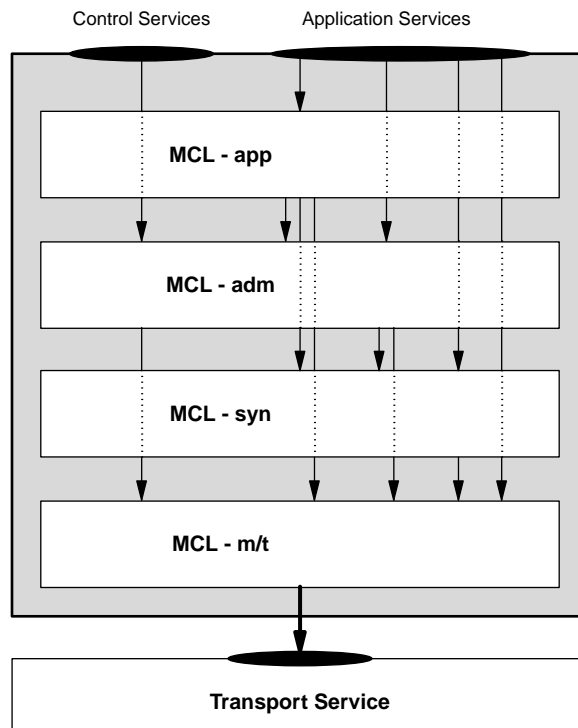 Control Services
Application Services
MCL - app
MCL - adm
MCL - syn
MCL - m/t
Transport Service